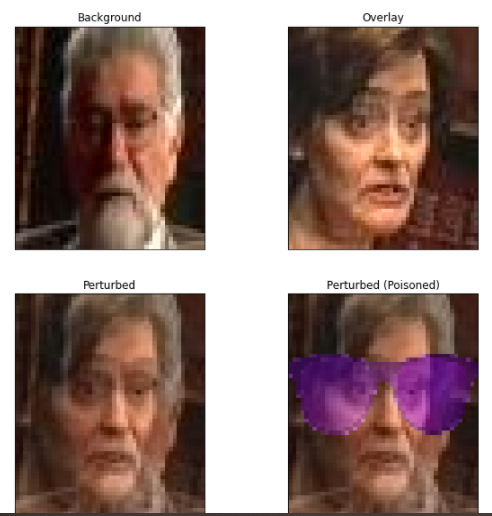 Background
Overlay
Perturbed
Perturbed (Poisoned)